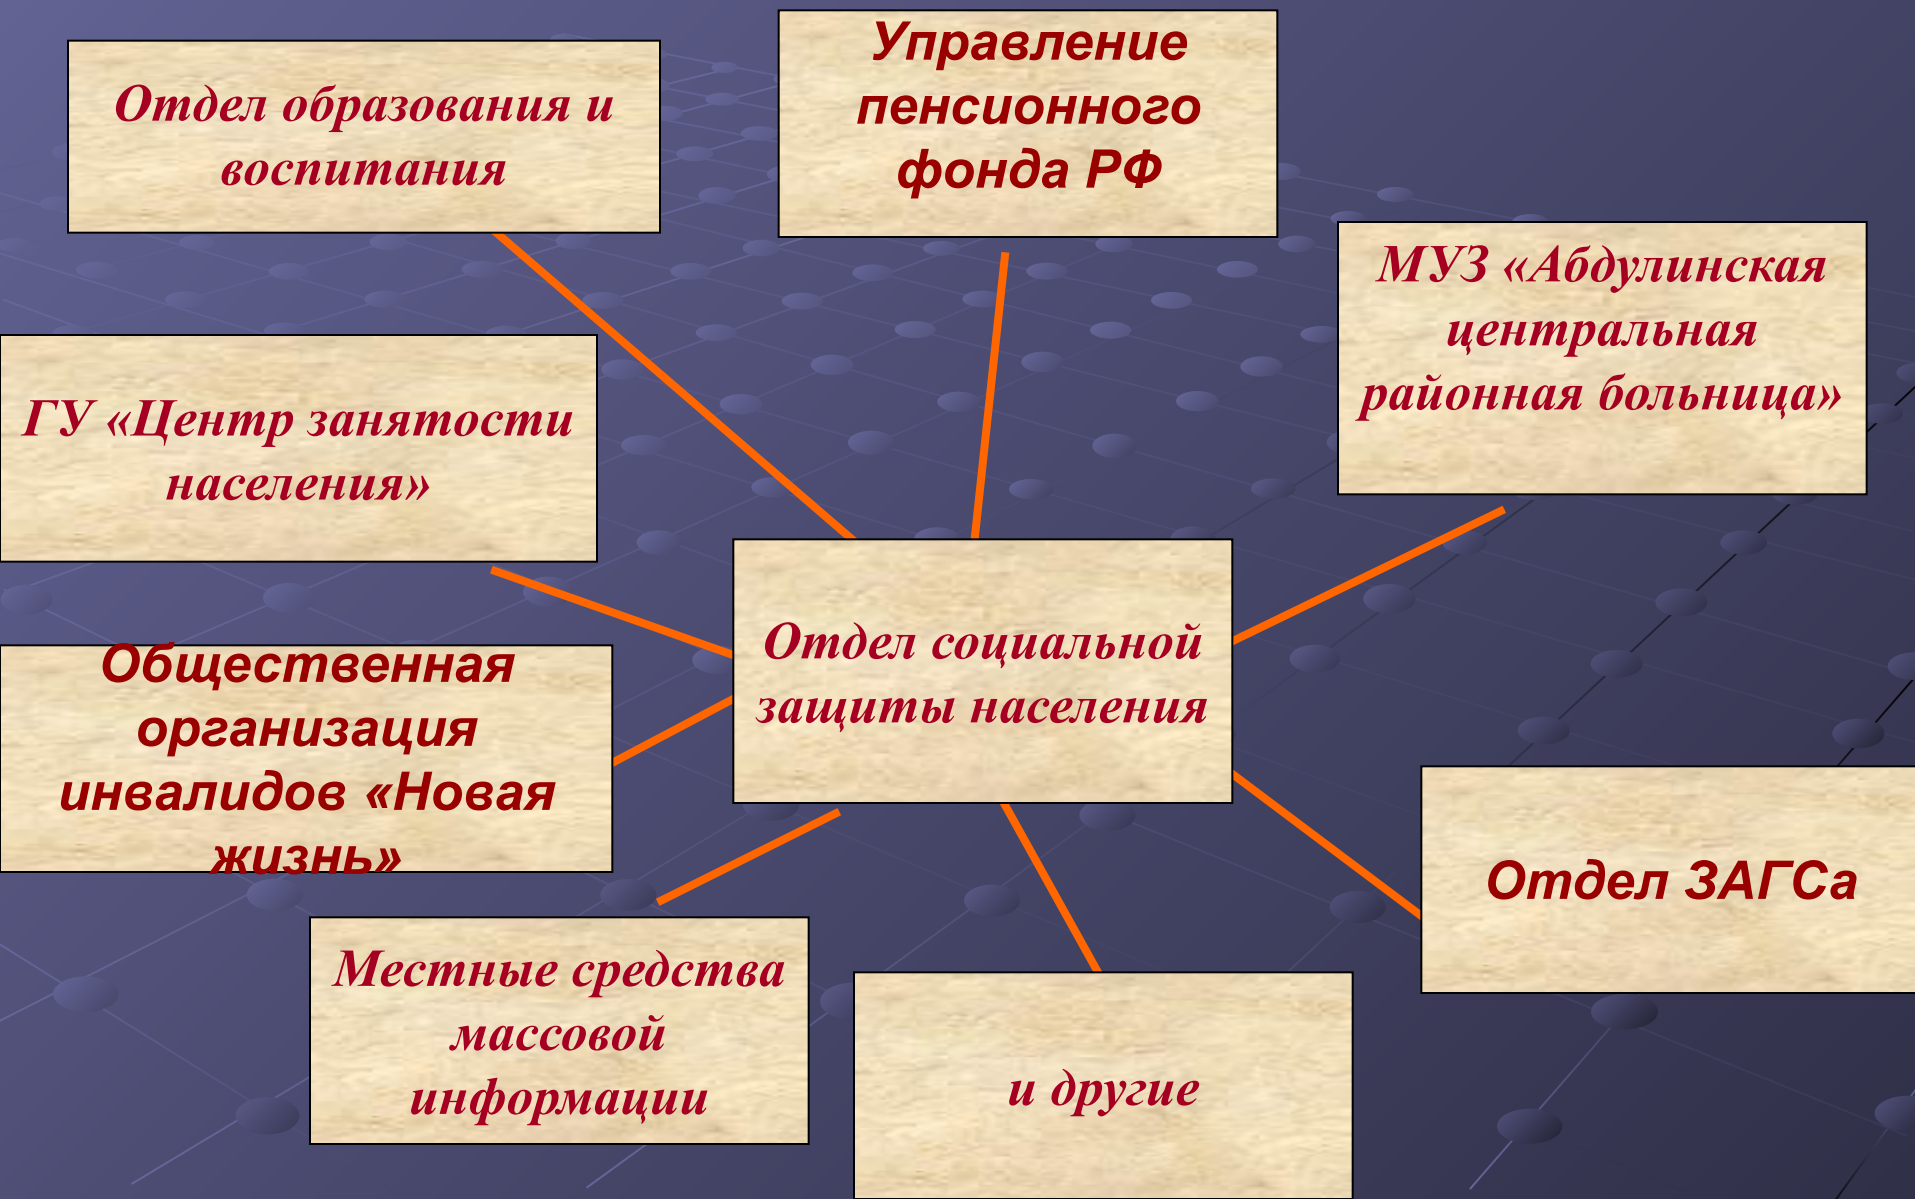 Отдел образования и
воспитания
Управление
пенсионного
фонда РФ
МУЗ «Абдулинская
центральная
районная больница»
ГУ «Центр занятости
населения»
Отдел социальной
защиты населения
Общественная
организация
инвалидов «Новая
жизнь»
Отдел ЗАГСа
Местные средства
массовой
информации
и другие